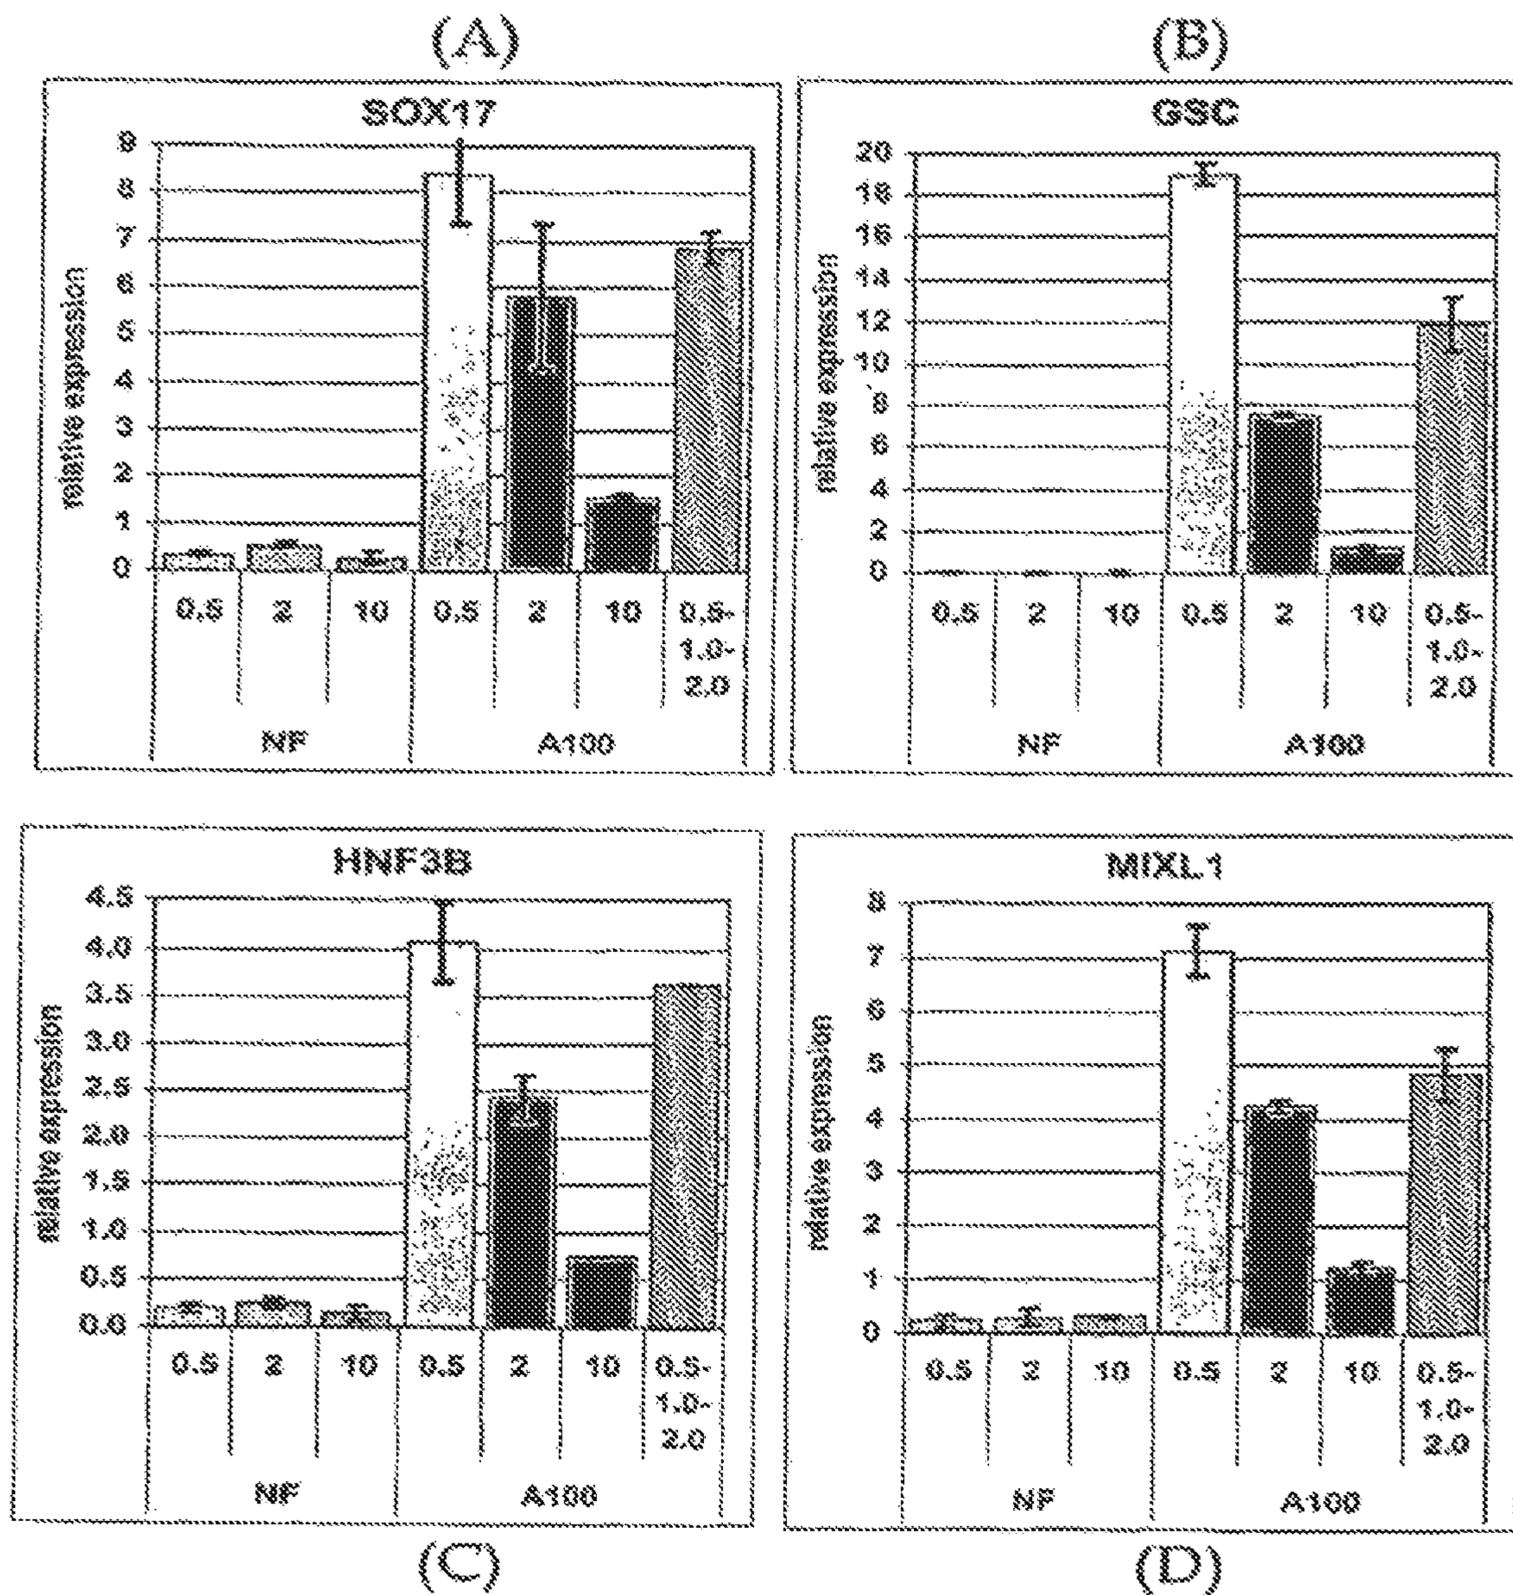 (A)
SOX17
9
8
7
6
5
4
3
2
1
0
relative expression
0.5 2 10 0.5 2 10 0.5-
1.0-
2.0
NF A100
(B)
GSC
20
18
16
14
12
10
8
6
4
2
0
relative expression
0.5 2 10 0.5 2 10 0.5-
1.0-
2.0
NF A100
HNF3B
4.5
4.0
3.5
3.0
2.5
2.0
1.5
1.0
0.5
0.0
relative expression
0.5 2 10 0.5 2 10 0.5-
1.0-
2.0
NF A100
(C)
MIXL1
8
7
6
5
4
3
2
1
0
relative expression
0.5 2 10 0.5 2 10 0.5-
1.0-
2.0
NF A100
(D)